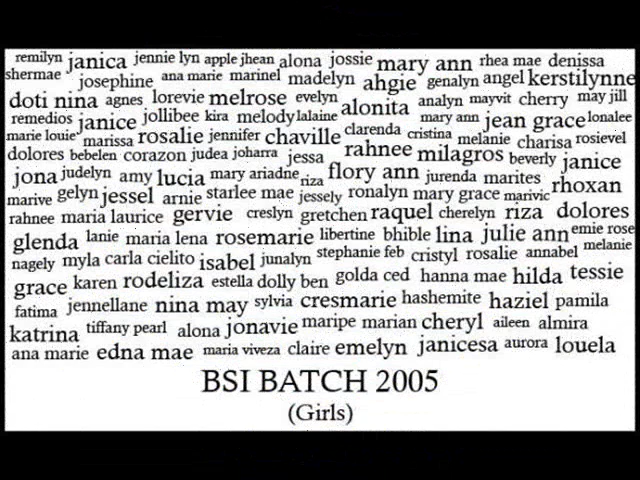 remilyn janica jennie lyn apple jhean alona jossie mary ann rhea mae denissa
shermae josephine ana marie marinel madelyn ahgie genalyn angel kerstilynne
doti nina agnes lorevie melrose evelyn alonita analyn mayvit cherry may jill
remedios janice jollibee kira melody lalaine mary ann jean grace lonalee
marie louie marissa rosalie jennifer chaville clarenda cristina melanie charisa rosievel
dolores bebelen corazon judea joharra jessa rahnee milagros beverly janice
jona judelyn amy lucia mary ariadne riza flory ann jurenda marites rhoxan
marive gelyn jessel arnie starlee mae jessely ronalyn mary grace marivic
rahnee maria laurice gervie creslyn gretchen raquel cherelyn riza dolores
glenda lanie maria lena rosemarie libertine bhible lina julie ann emie rose
nagely myla carla cielito isabel junalyn stephanie feb cristyl rosalie annabel melanie
grace karen rodeliza estella dolly ben golda ced hanna mae hilda tessie
fatima jennellane nina may sylvia cresmarie hashemite haziel pamila
katrina tiffany pearl alona jonavie maripe marian cheryl aileen almira
ana marie edna mae maria viveza claire emelyn janicesa aurora louela
BSI BATCH 2005
(Girls)